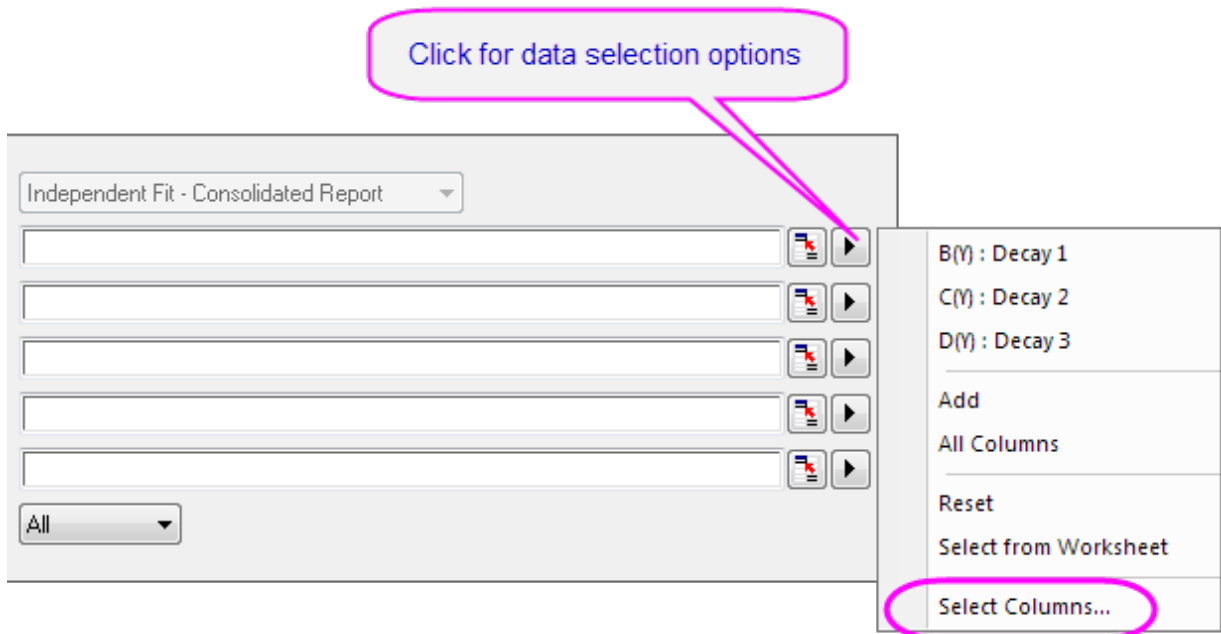 Click for data selection options
Independent Fit - Consolidated Report
B(Y) : Decay 1
C(Y) : Decay 2
D(Y) : Decay 3
Add
All Columns
Reset
Select from Worksheet
All
Select Columns...